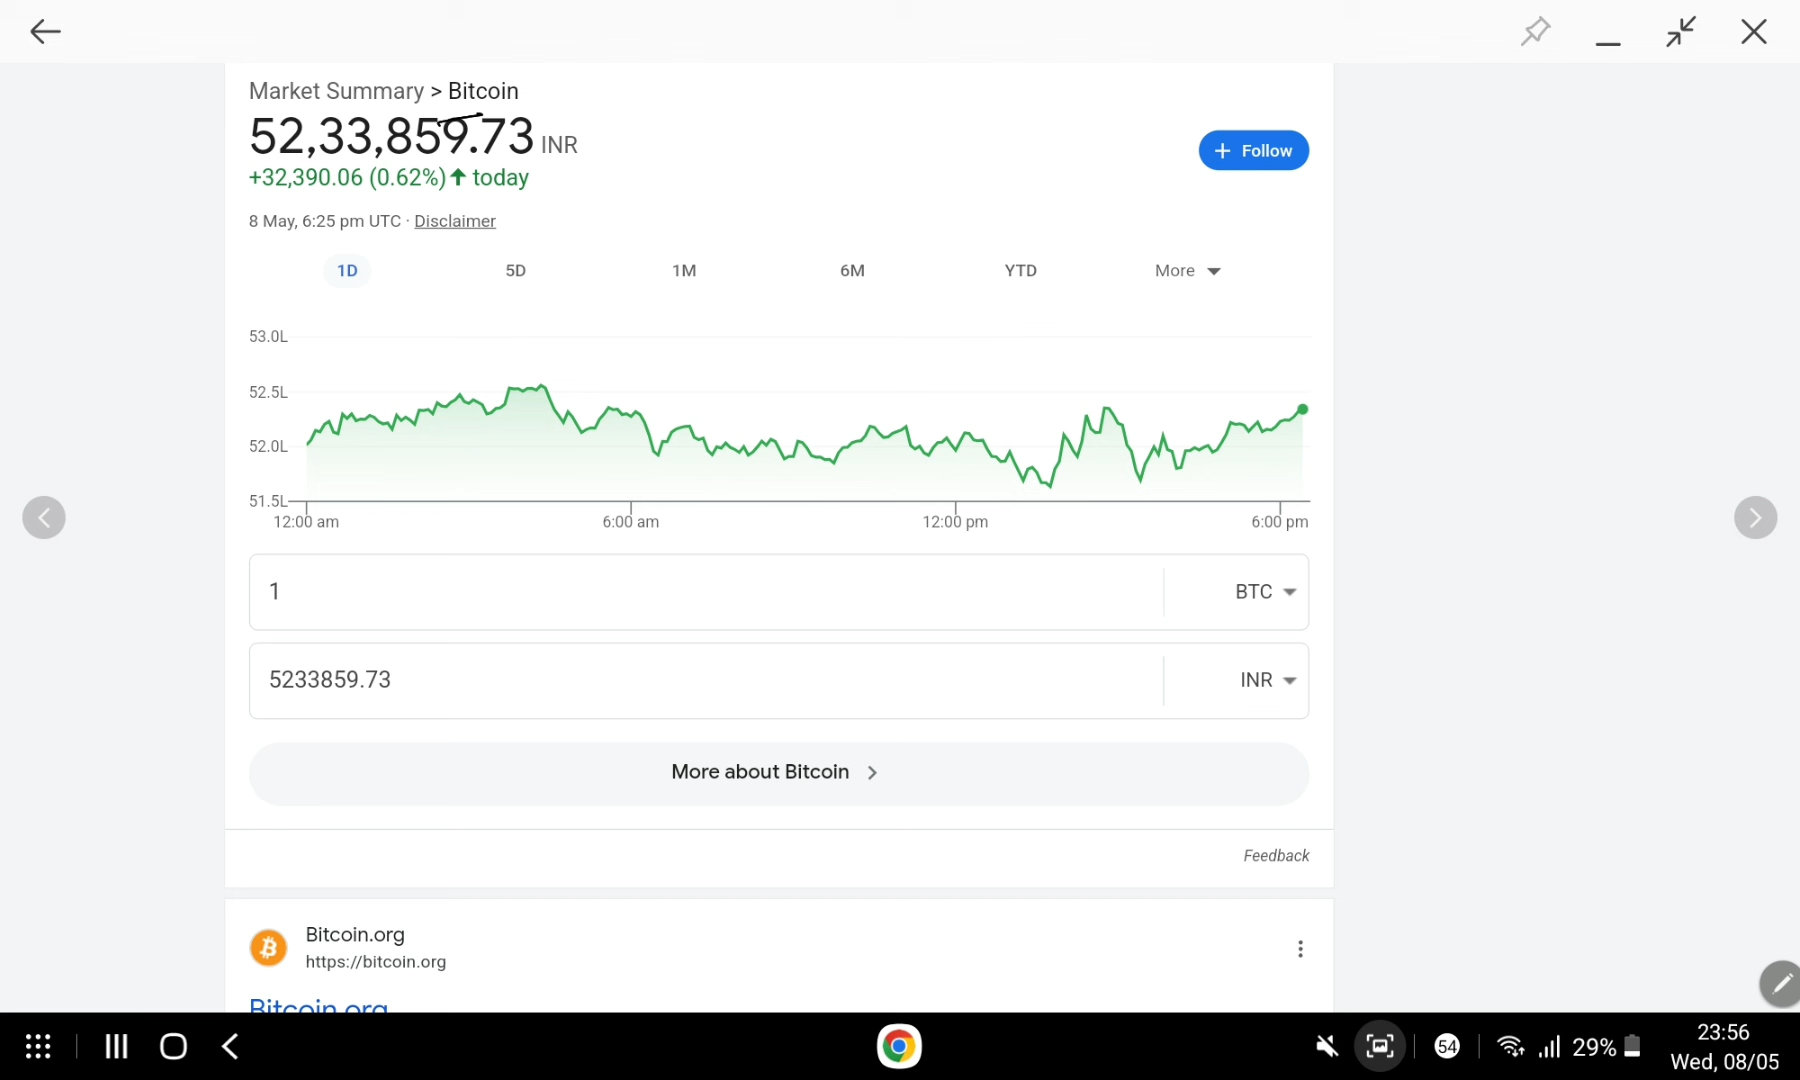 Market Summary > Bitcoin
52,33,859.73 INR
+ Follow
+32,390.06 (0.62%) ↑ today
8 May, 6:25 pm UTC · Disclaimer
1D 5D 1M 6M YTD More
53.0L
52.5L
52.0L
51.5L
12:00 am 6:00 am 12:00 pm 6:00 pm
1 BTC
5233859.73 INR
More about Bitcoin
Feedback
Bitcoin.org
https://bitcoin.org
Bitcoin.org
54 29% 23:56
Wed, 08/05